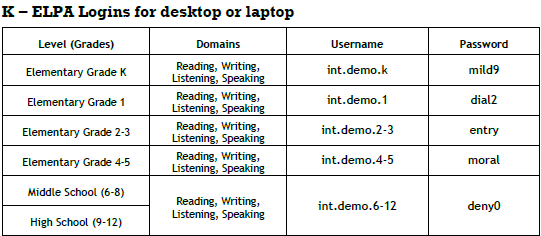 K – ELPA Logins for desktop or laptop
Level (Grades) Domains Username Password
Elementary Grade K Reading, Writing, Listening, Speaking int.demo.k mild9
Elementary Grade 1 Reading, Writing, Listening, Speaking int.demo.1 dial2
Elementary Grade 2-3 Reading, Writing, Listening, Speaking int.demo.2-3 entry
Elementary Grade 4-5 Reading, Writing, Listening, Speaking int.demo.4-5 moral
Middle School (6-8)
High School (9-12)
Reading, Writing, Listening, Speaking int.demo.6-12 deny0